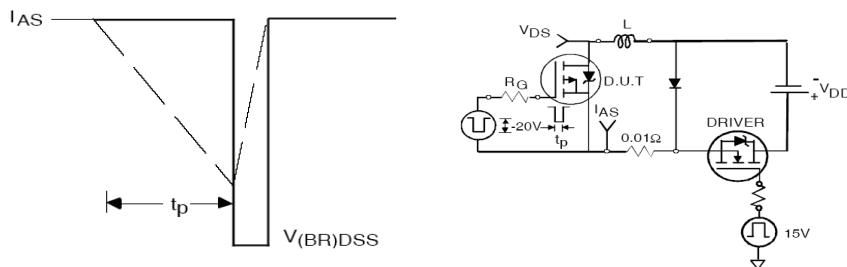 IAS
tp
V(BR)DSS
VDS
L
RG
D.U.T
-20V
tp
IAS
0.01Ω
DRIVER
-
VDD
+
15V